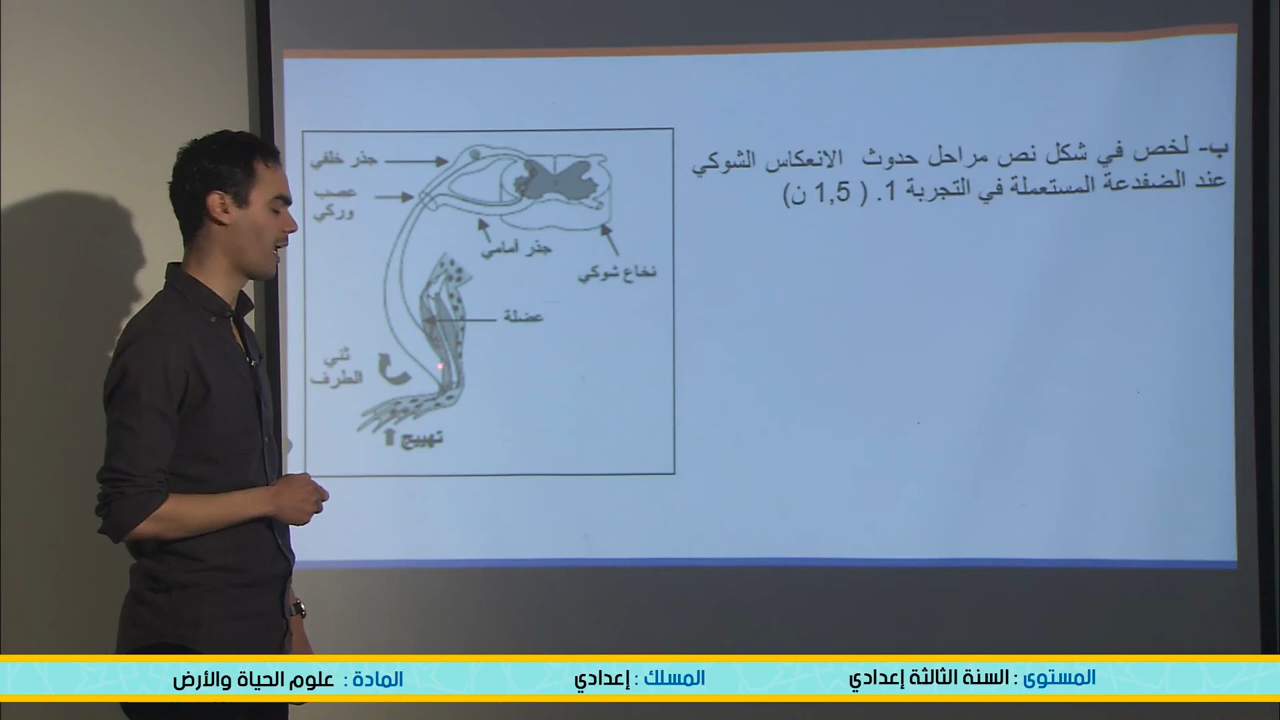 ب- لخص في شكل نص مراحل حدوث الانعكاس الشوكي
عند الضفدعة المستعملة في التجربة 1. ( 1,5 ن)
جذر خلفي
عصب
وركي
جذر أمامي
نخاع شوكي
عضلة
ثني
الطرف
تهييج
المستوى : السنة الثالثة إعدادي
المسلك : إعدادي
المادة : علوم الحياة والأرض